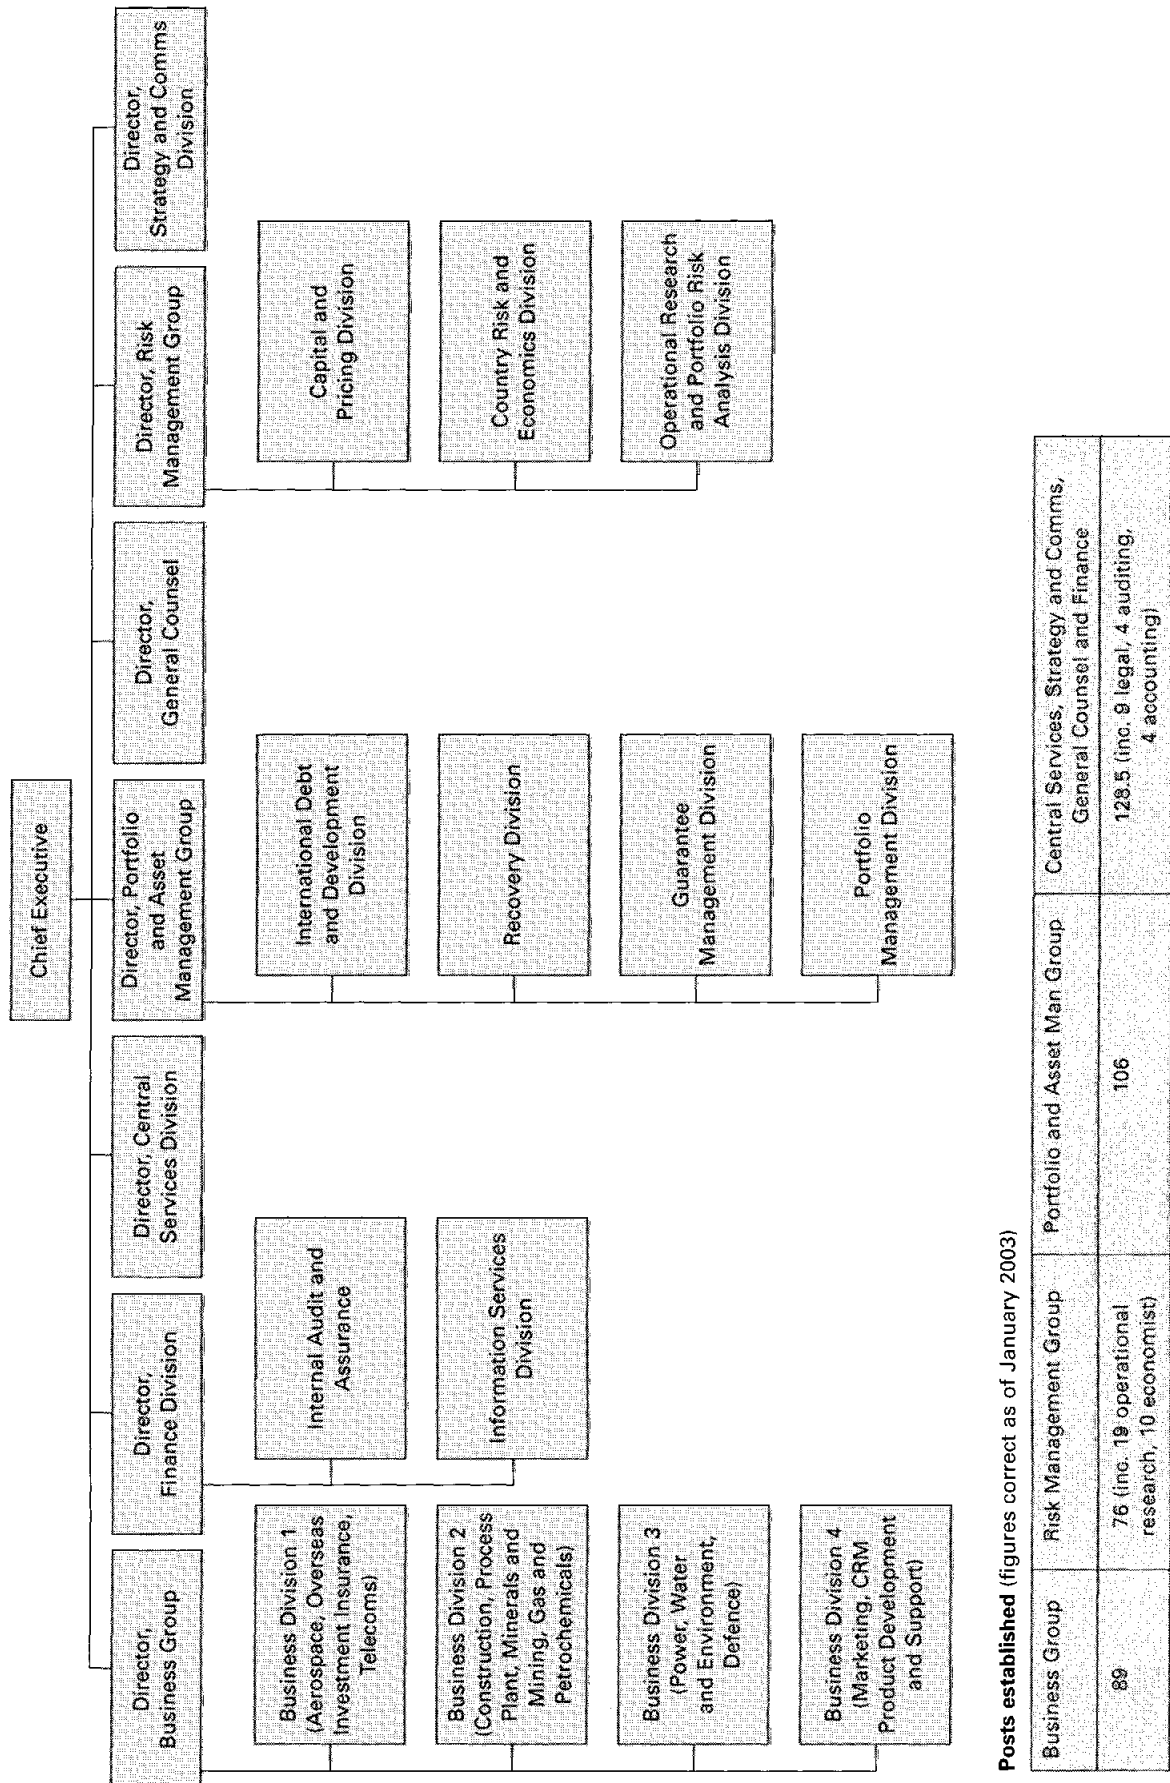 Chief Executive
Director,
Business Group
Director,
Finance Division
Director, Central
Services Division
Director, Portfolio
and Asset
Management Group
Director,
General Counsel
Director, Risk
Management Group
Director,
Strategy and Comms
Division
Business Division 1
(Aerospace, Overseas
Investment Insurance,
Telecoms)
Business Division 2
(Construction, Process
Plant, Minerals and
Mining, Gas and
Petrochemicals)
Business Division 3
(Power, Water
and Environment,
Defence)
Business Division 4
(Marketing, CRM
Product Development
and Support)
Internal Audit and
Assurance
Information Services
Division
International Debt
and Development
Division
Recovery Division
Guarantee
Management Division
Portfolio
Management Division
Capital and
Pricing Division
Country Risk and
Economics Division
Operational Research
and Portfolio Risk
Analysis Division
Posts established (figures correct as of January 2003)
Business Group
Risk Management Group
Portfolio and Asset Man Group
Central Services, Strategy and Comms,
General Counsel and Finance
89
76 (inc. 19 operational
research, 10 economist)
106
128.5 (inc. 9 legal, 4 auditing,
4 accounting)